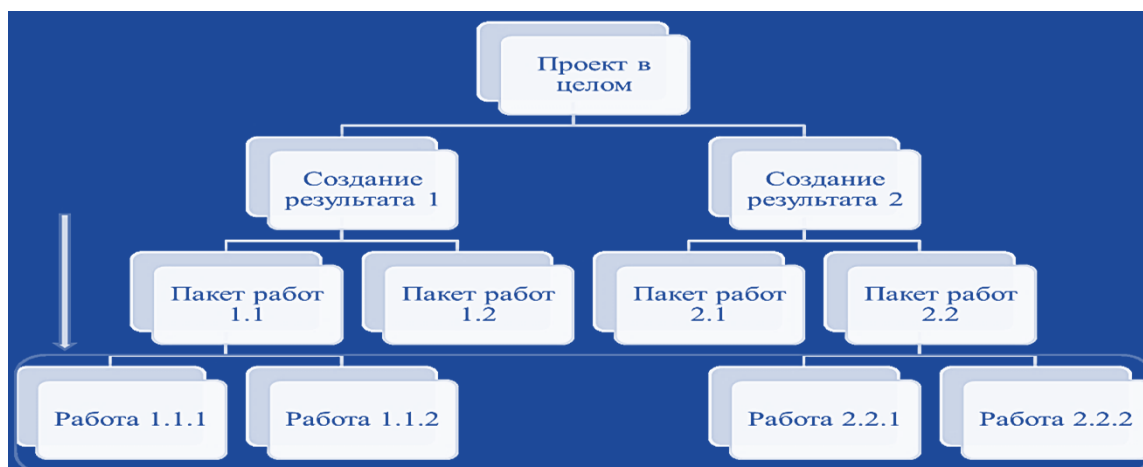 Проект в
целом
Создание
результата 1
Создание
результата 2
Пакет работ
1.1
Пакет работ
1.2
Пакет работ
2.1
Пакет работ
2.2
Работа 1.1.1
Работа 1.1.2
Работа 2.2.1
Работа 2.2.2